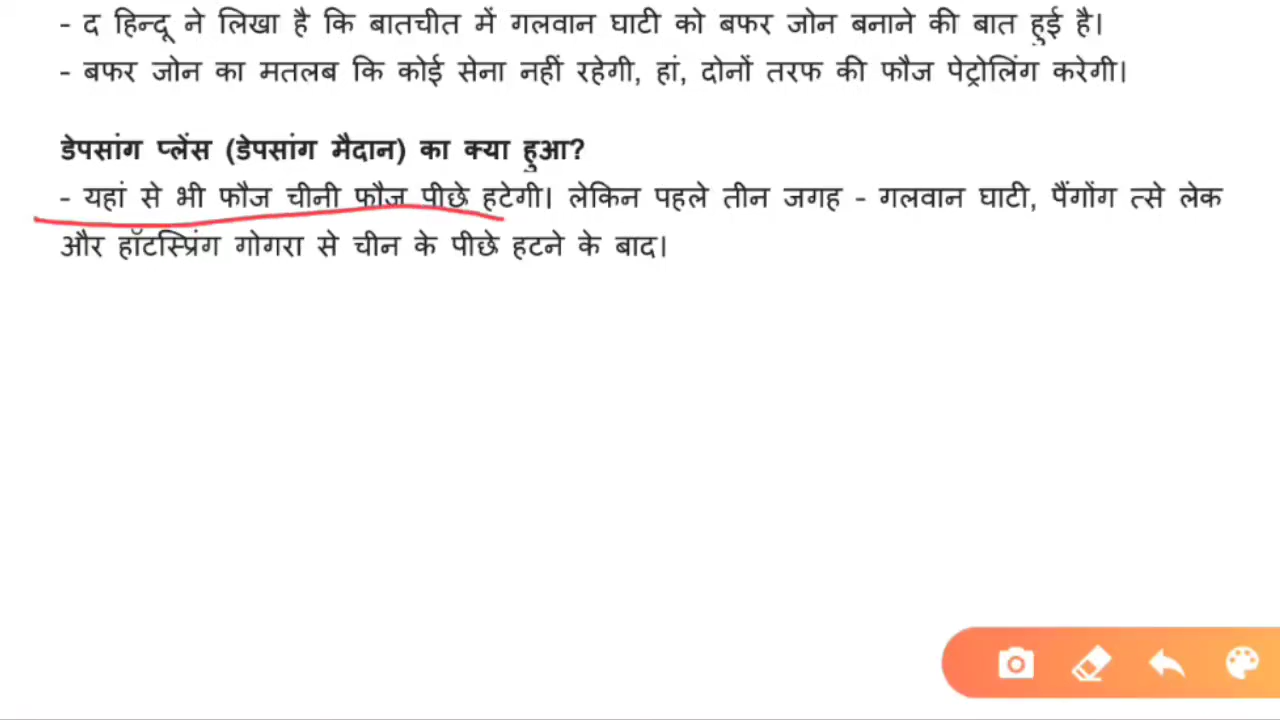 - द हिन्दू ने लिखा है कि बातचीत में गलवान घाटी को बफर जोन बनाने की बात हुई है।
- बफर जोन का मतलब कि कोई सेना नहीं रहेगी, हां, दोनों तरफ की फौज पेट्रोलिंग करेगी।
डेपसांग प्लेंस (डेपसांग मैदान) का क्या हुआ?
- यहां से भी फौज चीनी फौज पीछे हटेगी। लेकिन पहले तीन जगह - गलवान घाटी, पैंगोंग त्से लेक
और हॉटस्प्रिंग गोगरा से चीन के पीछे हटने के बाद।